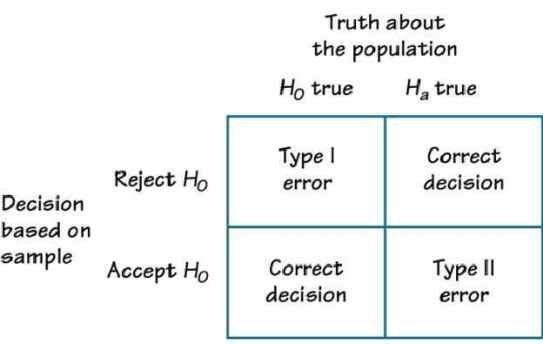 Truth about
the population
H0 true Ha true
Reject H0
Type I
error
Correct
decision
Decision
based on
sample
Accept H0
Correct
decision
Type II
error